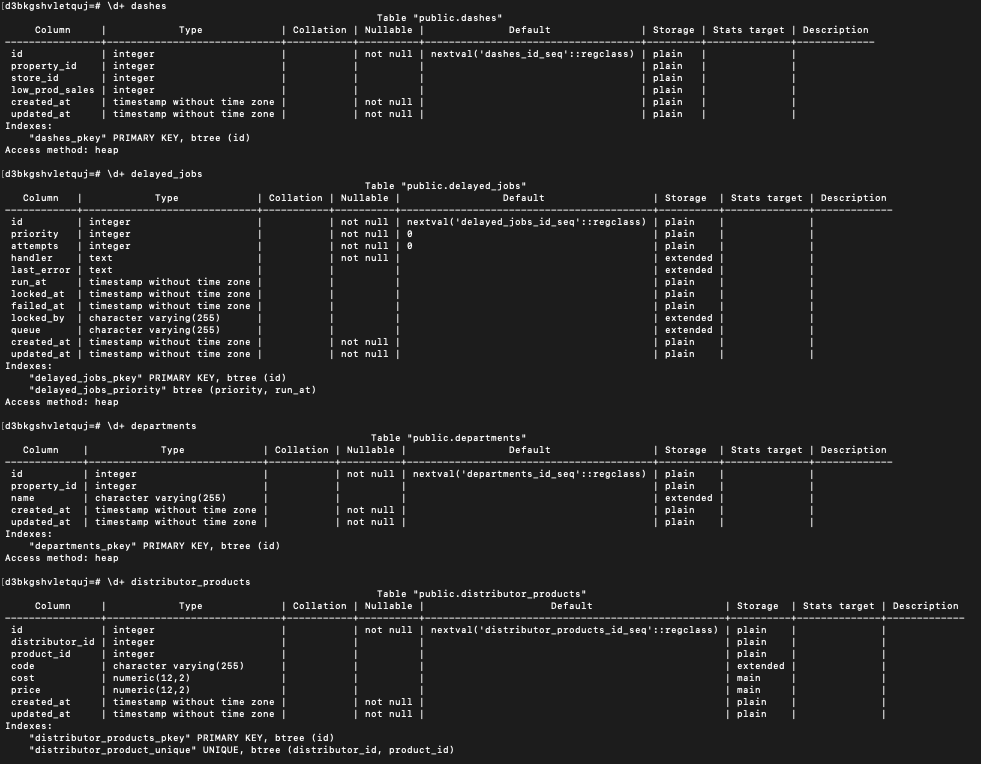 [d3bkgshvletquj=# \d+ dashes
Table "public.dashes"
Column | Type | Collation | Nullable | Default | Storage | Stats target | Description
---------------+-----------------------------+-----------+----------+------------------------------------+---------+--------------+-------------
id | integer | | not null | nextval('dashes_id_seq'::regclass) | plain | |
property_id | integer | | | | plain | |
store_id | integer | | | | plain | |
low_prod_sales | integer | | | | plain | |
created_at | timestamp without time zone | | not null | | plain | |
updated_at | timestamp without time zone | | not null | | plain | |
Indexes:
"dashes_pkey" PRIMARY KEY, btree (id)
Access method: heap
[d3bkgshvletquj=# \d+ delayed_jobs
Table "public.delayed_jobs"
Column | Type | Collation | Nullable | Default | Storage | Stats target | Description
------------+-----------------------------+-----------+----------+------------------------------------------+----------+--------------+-------------
id | integer | | not null | nextval('delayed_jobs_id_seq'::regclass) | plain | |
priority | integer | | not null | 0 | plain | |
attempts | integer | | not null | 0 | plain | |
handler | text | | not null | | extended | |
last_error | text | | | | extended | |
run_at | timestamp without time zone | | | | plain | |
locked_at | timestamp without time zone | | | | plain | |
failed_at | timestamp without time zone | | | | plain | |
locked_by | character varying(255) | | | | extended | |
queue | character varying(255) | | | | extended | |
created_at | timestamp without time zone | | not null | | plain | |
updated_at | timestamp without time zone | | not null | | plain | |
Indexes:
"delayed_jobs_pkey" PRIMARY KEY, btree (id)
"delayed_jobs_priority" btree (priority, run_at)
Access method: heap
[d3bkgshvletquj=# \d+ departments
Table "public.departments"
Column | Type | Collation | Nullable | Default | Storage | Stats target | Description
-------------+-----------------------------+-----------+----------+-----------------------------------------+----------+--------------+-------------
id | integer | | not null | nextval('departments_id_seq'::regclass) | plain | |
property_id | integer | | | | plain | |
name | character varying(255) | | | | extended | |
created_at | timestamp without time zone | | not null | | plain | |
updated_at | timestamp without time zone | | not null | | plain | |
Indexes:
"departments_pkey" PRIMARY KEY, btree (id)
Access method: heap
[d3bkgshvletquj=# \d+ distributor_products
Table "public.distributor_products"
Column | Type | Collation | Nullable | Default | Storage | Stats target | Description
----------------+-----------------------------+-----------+----------+--------------------------------------------------+----------+--------------+-------------
id | integer | | not null | nextval('distributor_products_id_seq'::regclass) | plain | |
distributor_id | integer | | | | plain | |
product_id | integer | | | | plain | |
code | character varying(255) | | | | extended | |
cost | numeric(12,2) | | | | main | |
price | numeric(12,2) | | | | main | |
created_at | timestamp without time zone | | not null | | plain | |
updated_at | timestamp without time zone | | not null | | plain | |
Indexes:
"distributor_products_pkey" PRIMARY KEY, btree (id)
"distributor_product_unique" UNIQUE, btree (distributor_id, product_id)